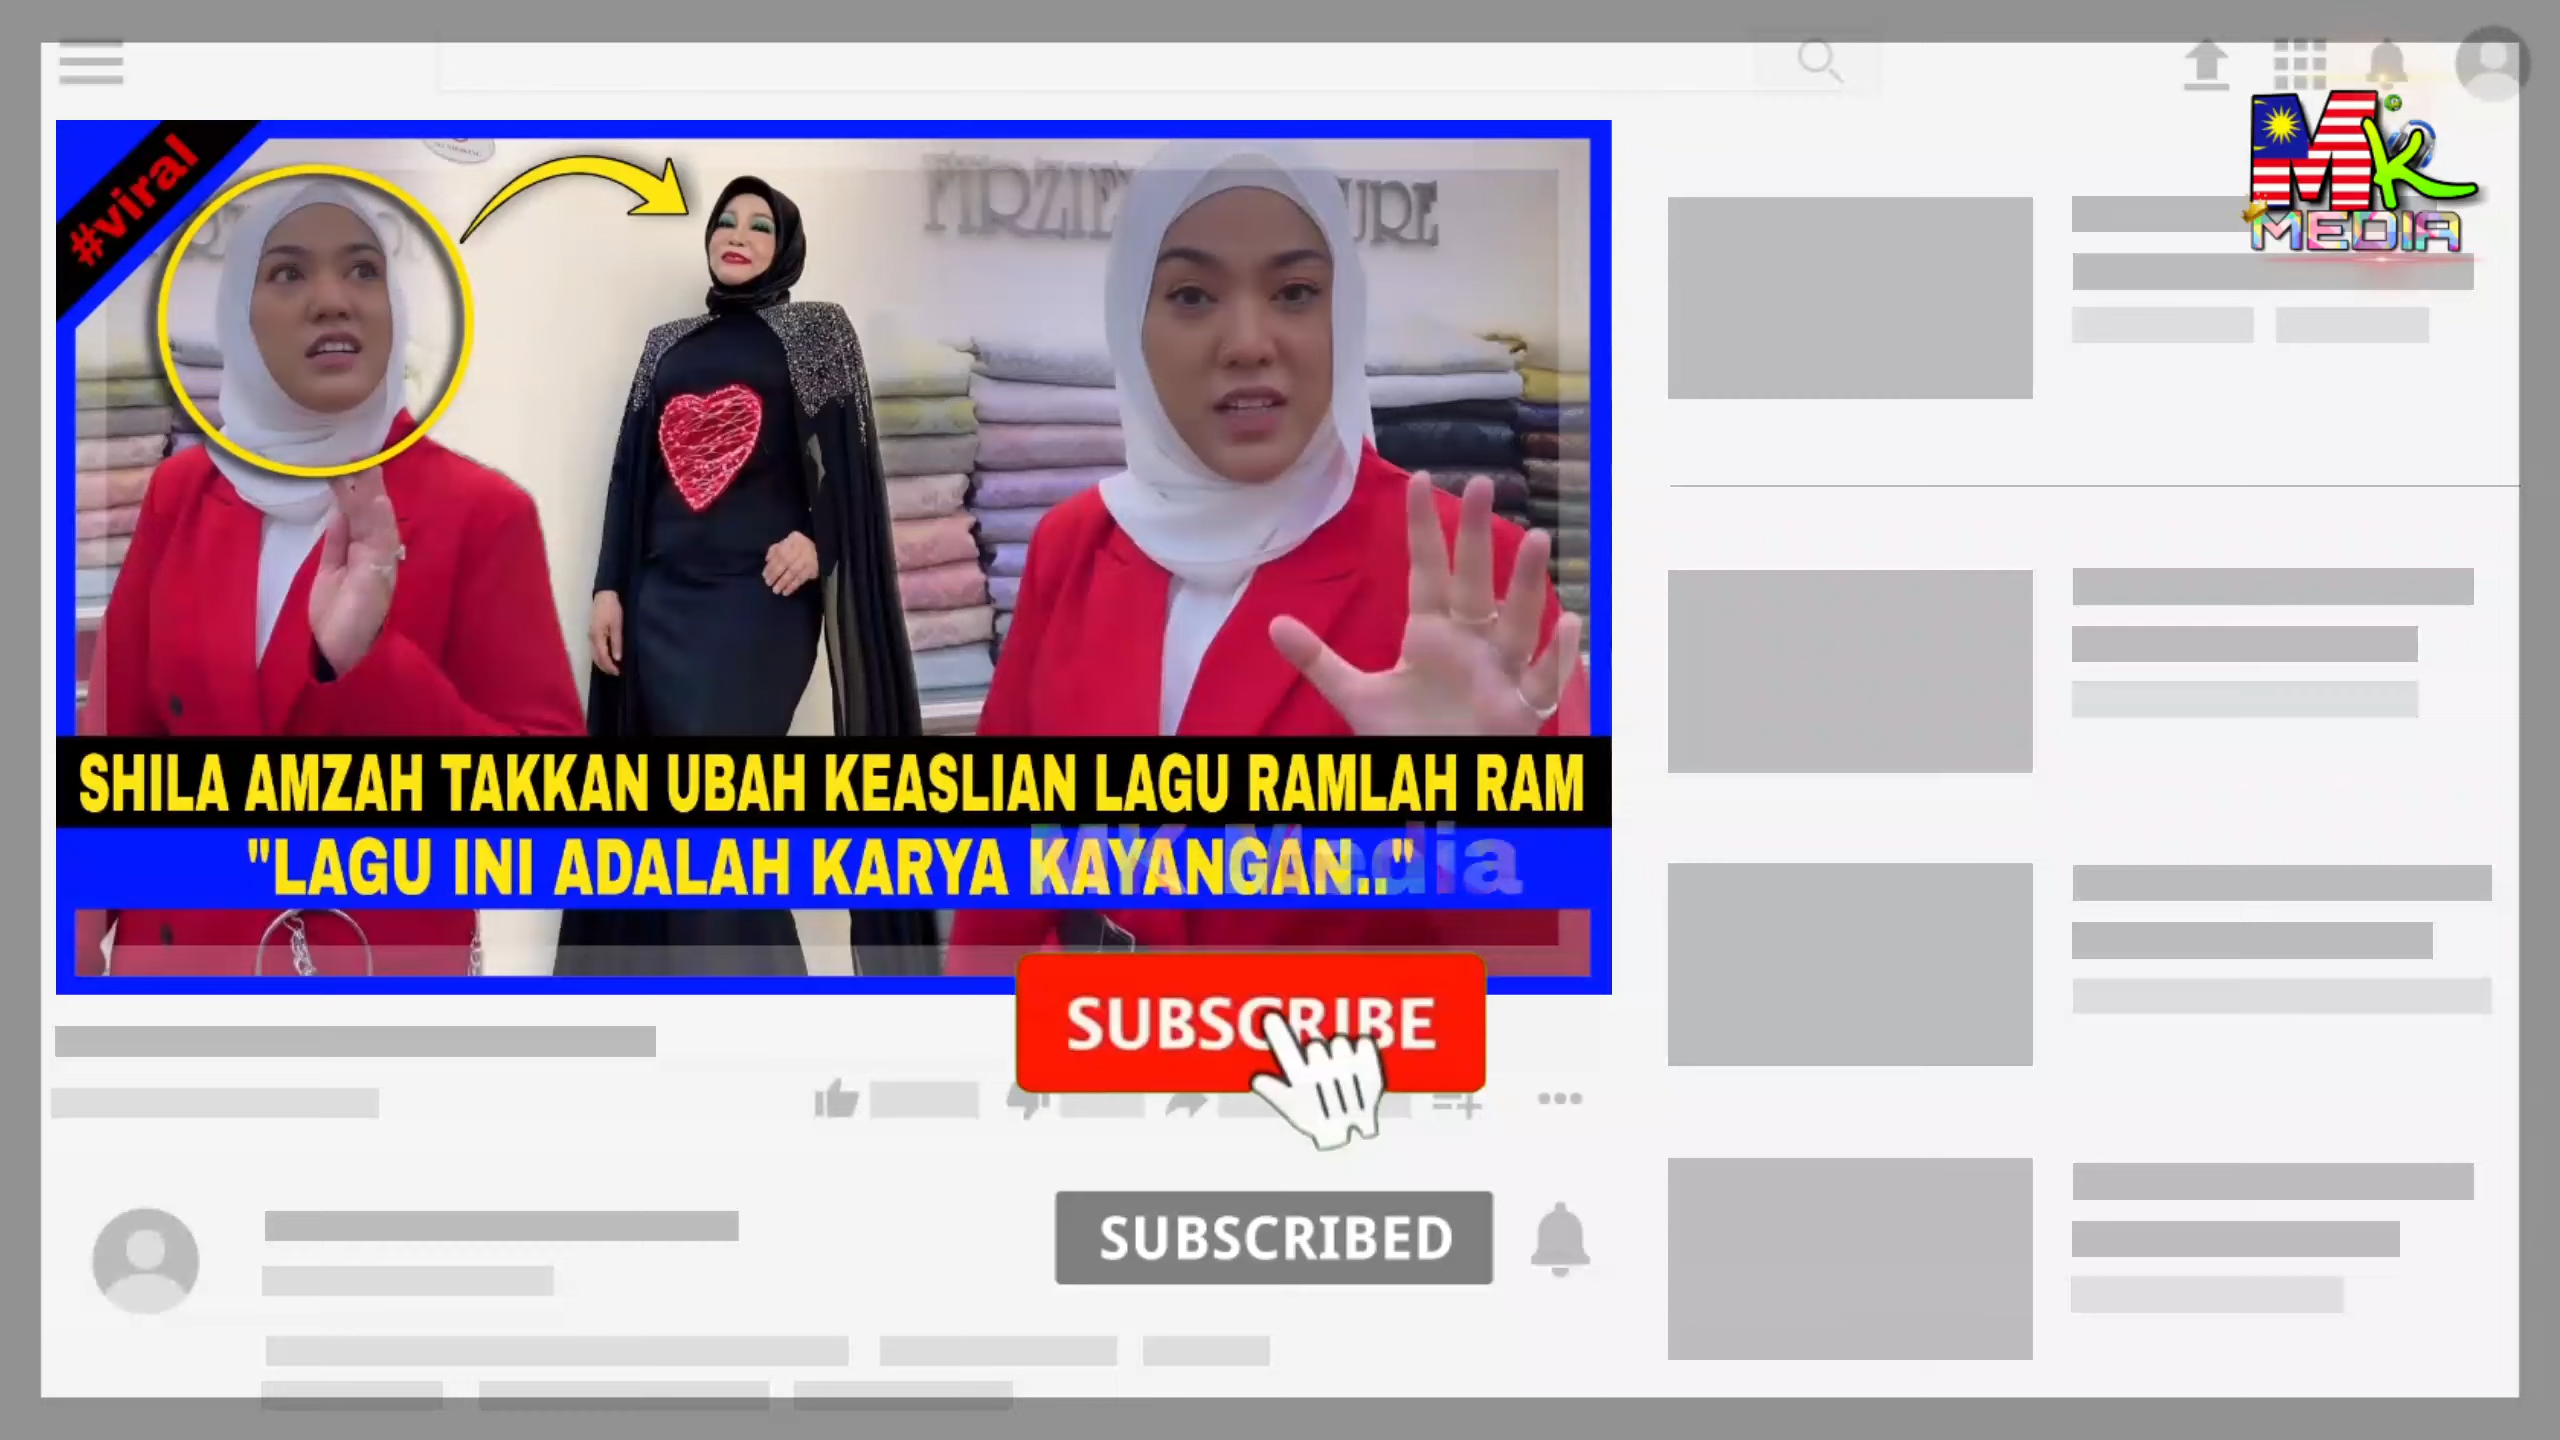 #viral
MK
MEDIA
SHILA AMZAH TAKKAN UBAH KEASLIAN LAGU RAMLAH RAM
"LAGU INI ADALAH KARYA KAYANGAN.."
MK Media
SUBSCRIBE
SUBSCRIBED